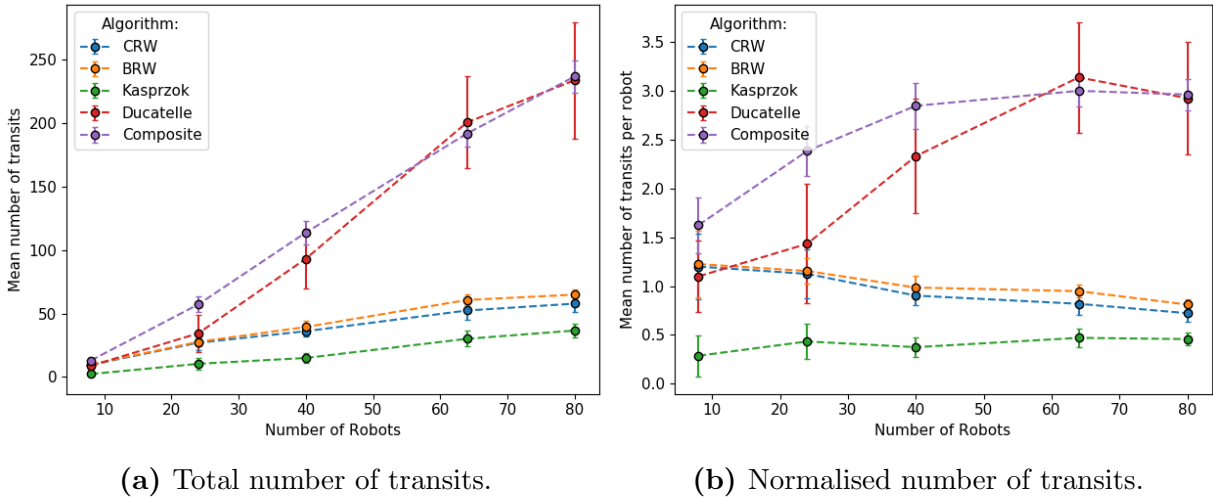 Algorithm:
CRW
BRW
Kasprzok
Ducatelle
Composite
250
200
150
100
50
0
Mean number of transits
10 20 30 40 50 60 70 80
Number of Robots
(a) Total number of transits.
Algorithm:
CRW
BRW
Kasprzok
Ducatelle
Composite
3.5
3.0
2.5
2.0
1.5
1.0
0.5
0.0
Mean number of transits per robot
10 20 30 40 50 60 70 80
Number of Robots
(b) Normalised number of transits.